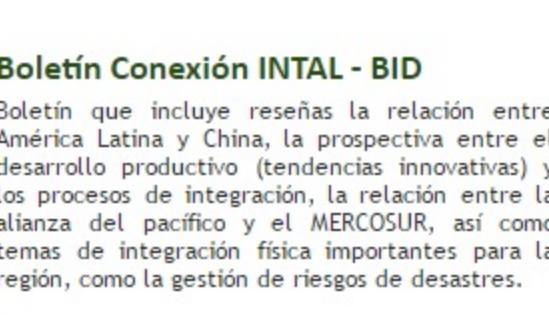 Boletín Conexión INTAL - BID
Boletín que incluye reseñas la relación entre
América Latina y China, la prospectiva entre el
desarrollo productivo (tendencias innovativas) y
los procesos de integración, la relación entre la
alianza del pacífico y el MERCOSUR, así como
temas de integración física importantes para la
región, como la gestión de riesgos de desastres.